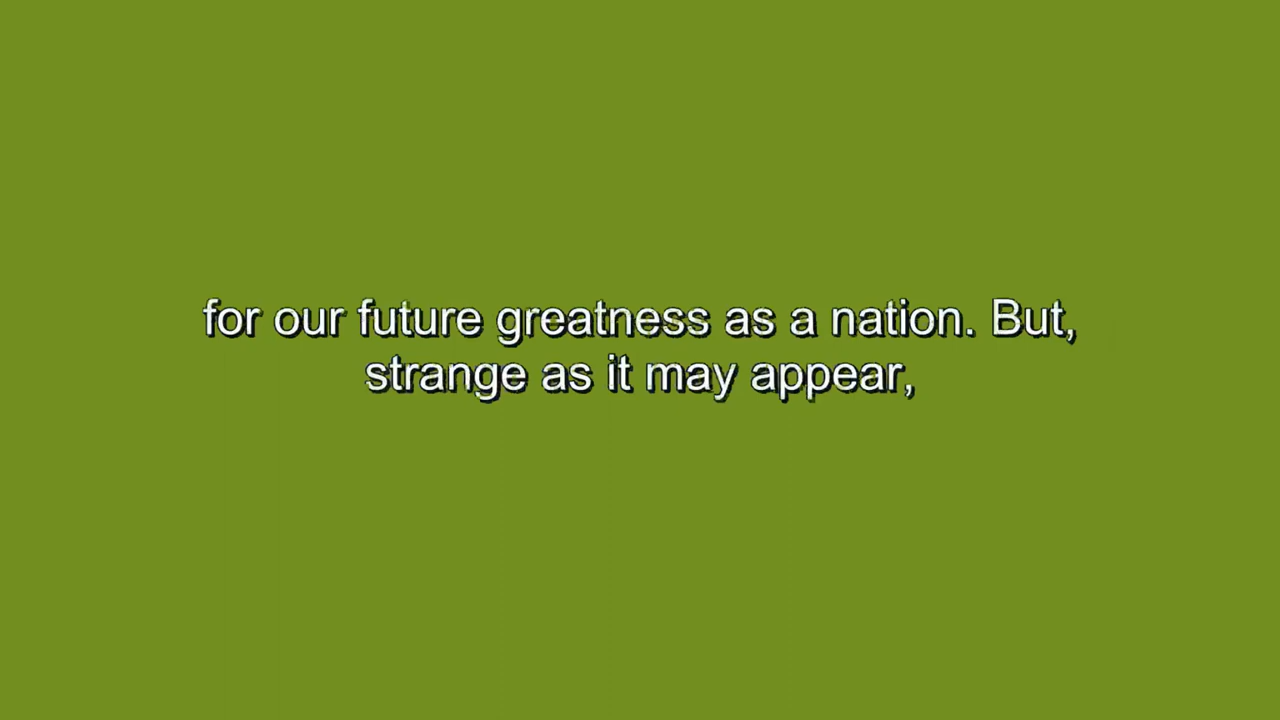 for our future greatness as a nation. But,
strange as it may appear,